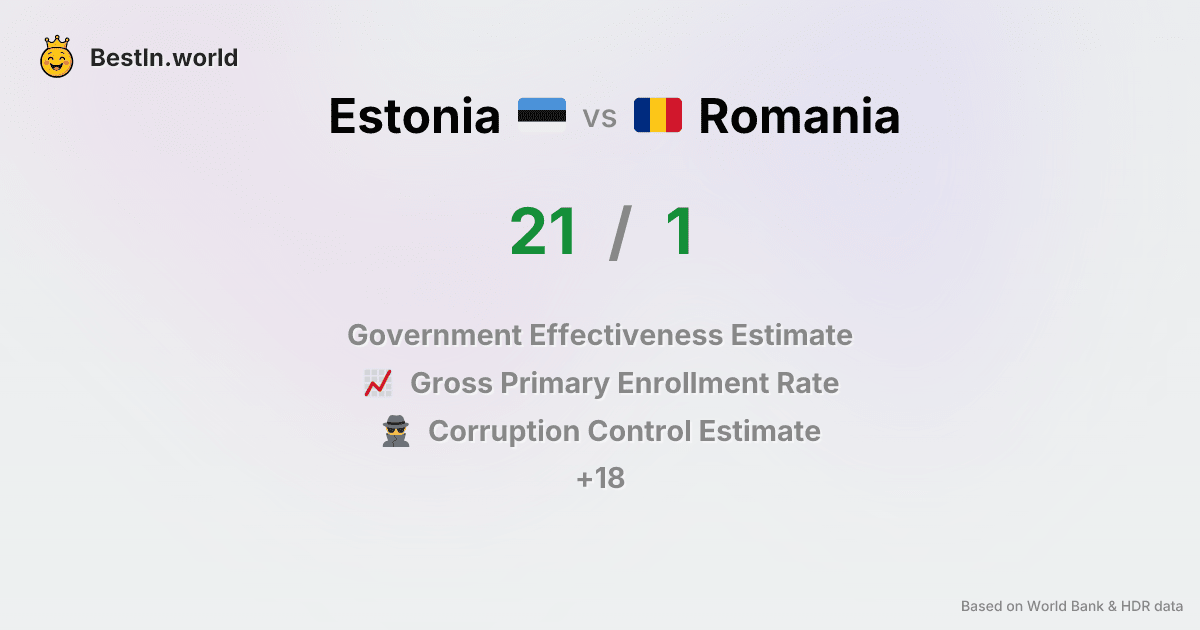 BestIn.world
Estonia vs Romania
21 / 1
Government Effectiveness Estimate
Gross Primary Enrollment Rate
Corruption Control Estimate
+18
Based on World Bank & HDR data